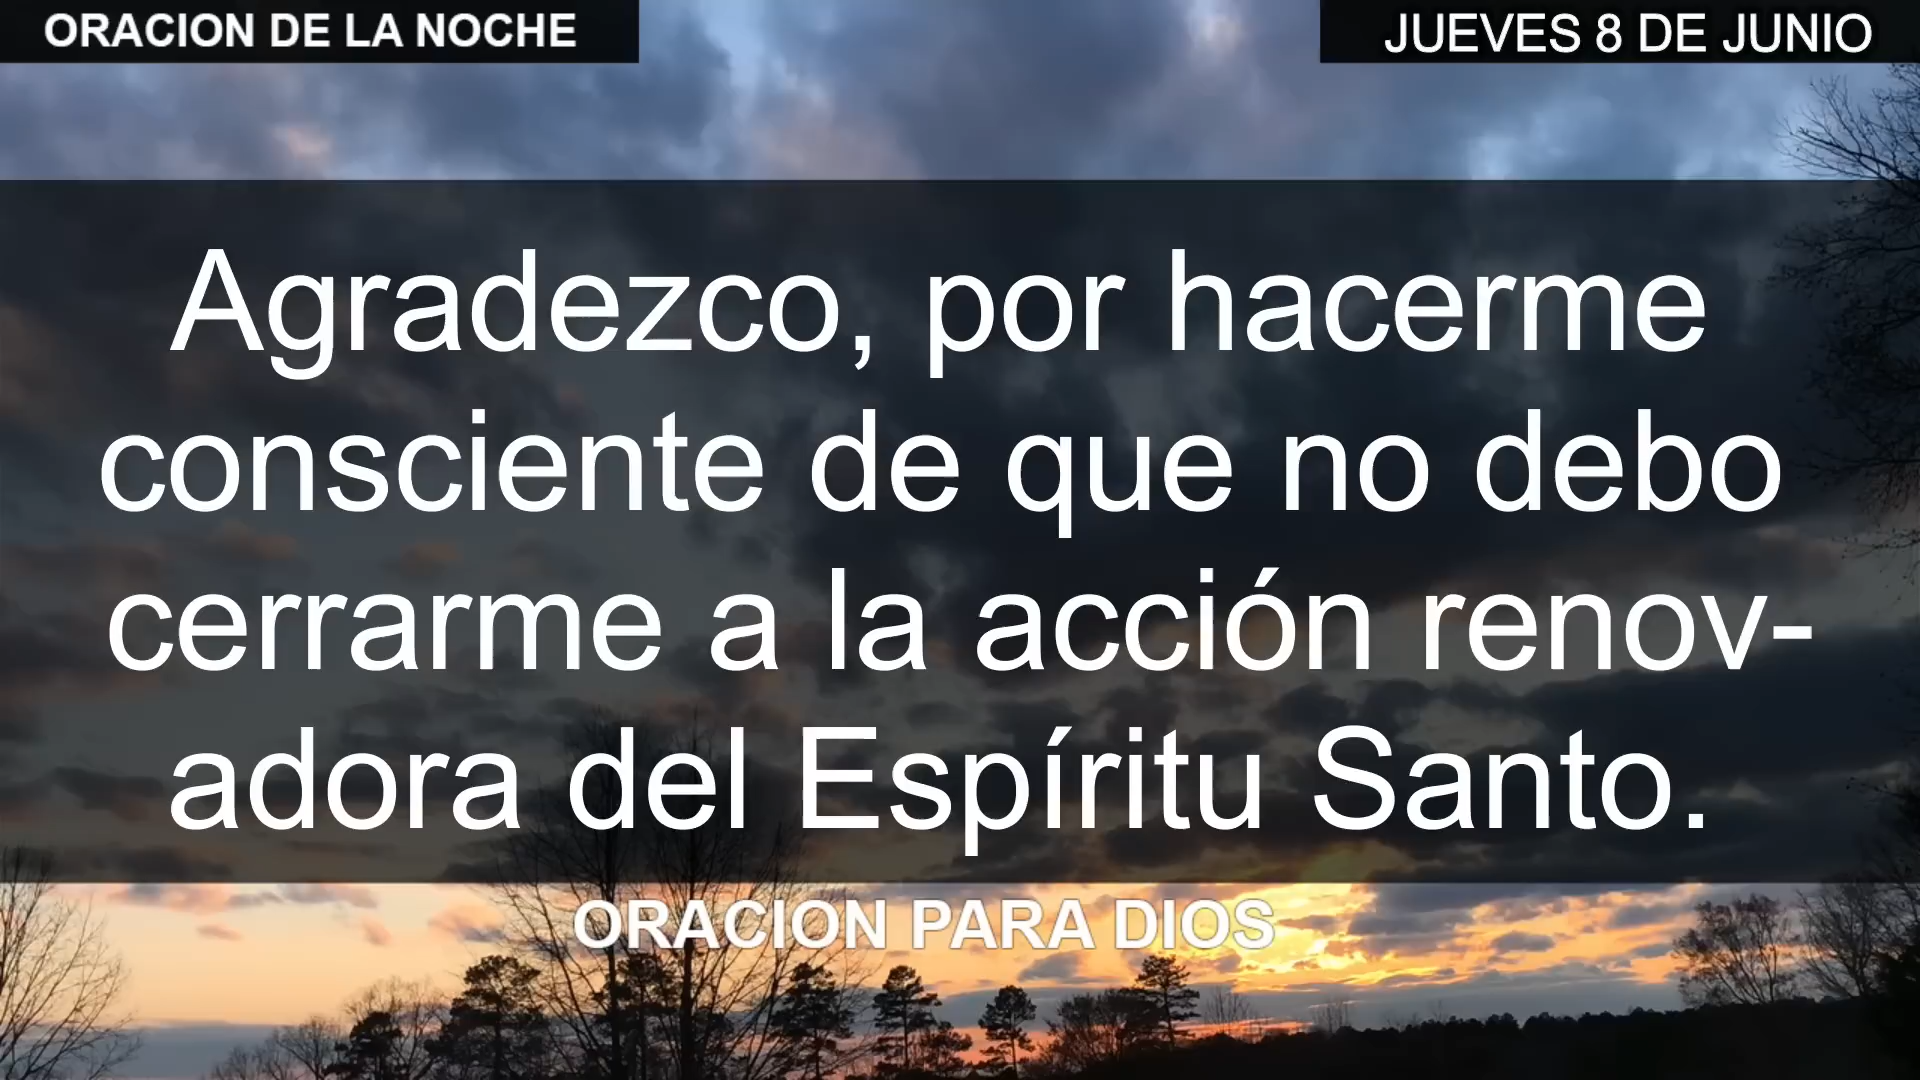 ORACION DE LA NOCHE
JUEVES 8 DE JUNIO
Agradezco, por hacerme
consciente de que no debo
cerrarme a la acción renov-
adora del Espíritu Santo.
ORACION PARA DIOS